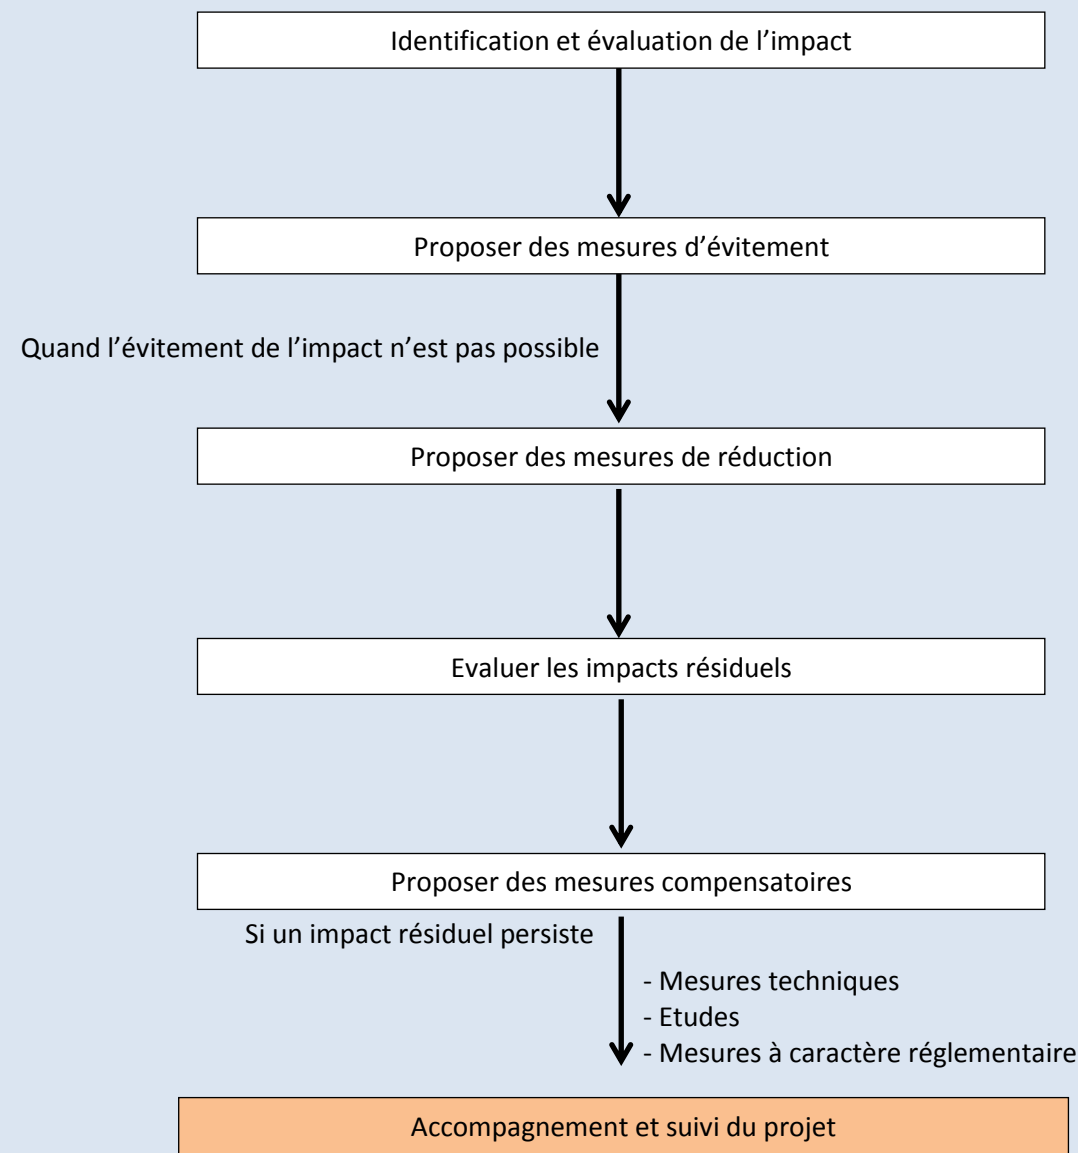 Identification et évaluation de l’impact
Proposer des mesures d’évitement
Quand l’évitement de l’impact n’est pas possible
Proposer des mesures de réduction
Evaluer les impacts résiduels
Proposer des mesures compensatoires
Si un impact résiduel persiste
- Mesures techniques
- Etudes
- Mesures à caractère réglementaire
Accompagnement et suivi du projet